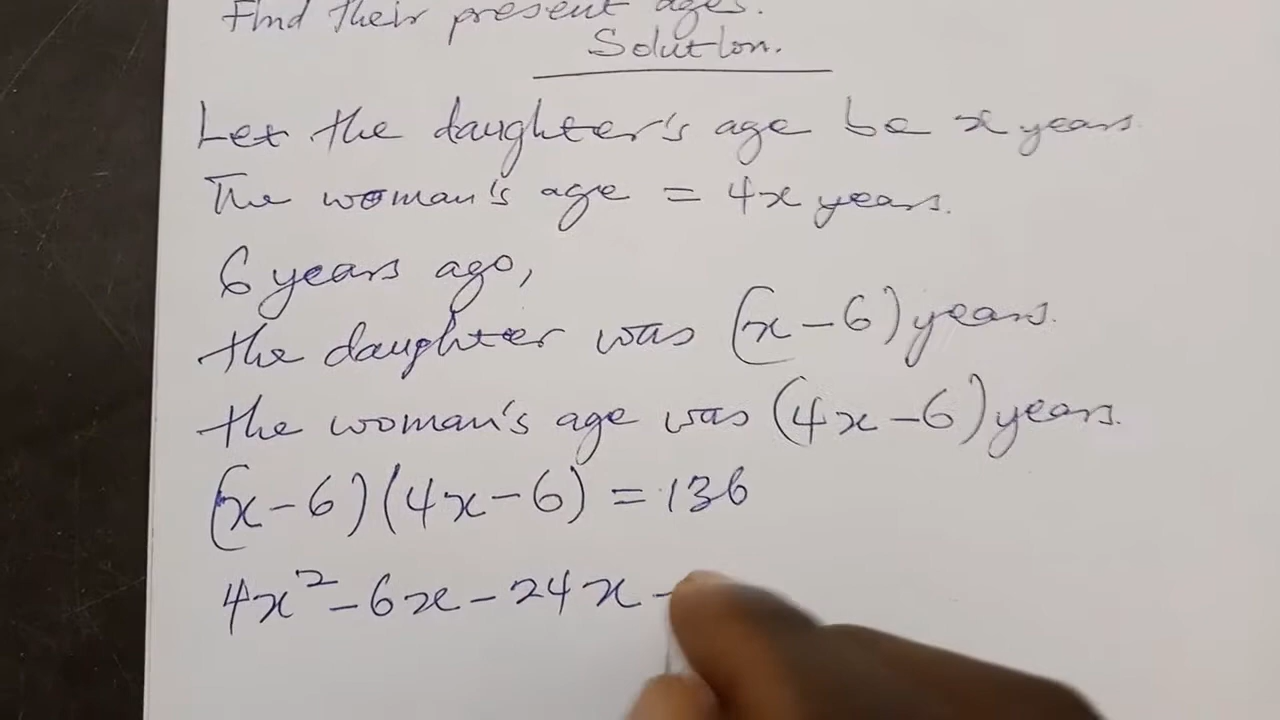 Find their present ages.
Solution.
Let the daughter's age be x years.
The woman's age = 4x years.
6 years ago,
the daughter was (x-6) years.
the woman's age was (4x-6) years.
(x-6)(4x-6) = 136
4x² - 6x - 24x